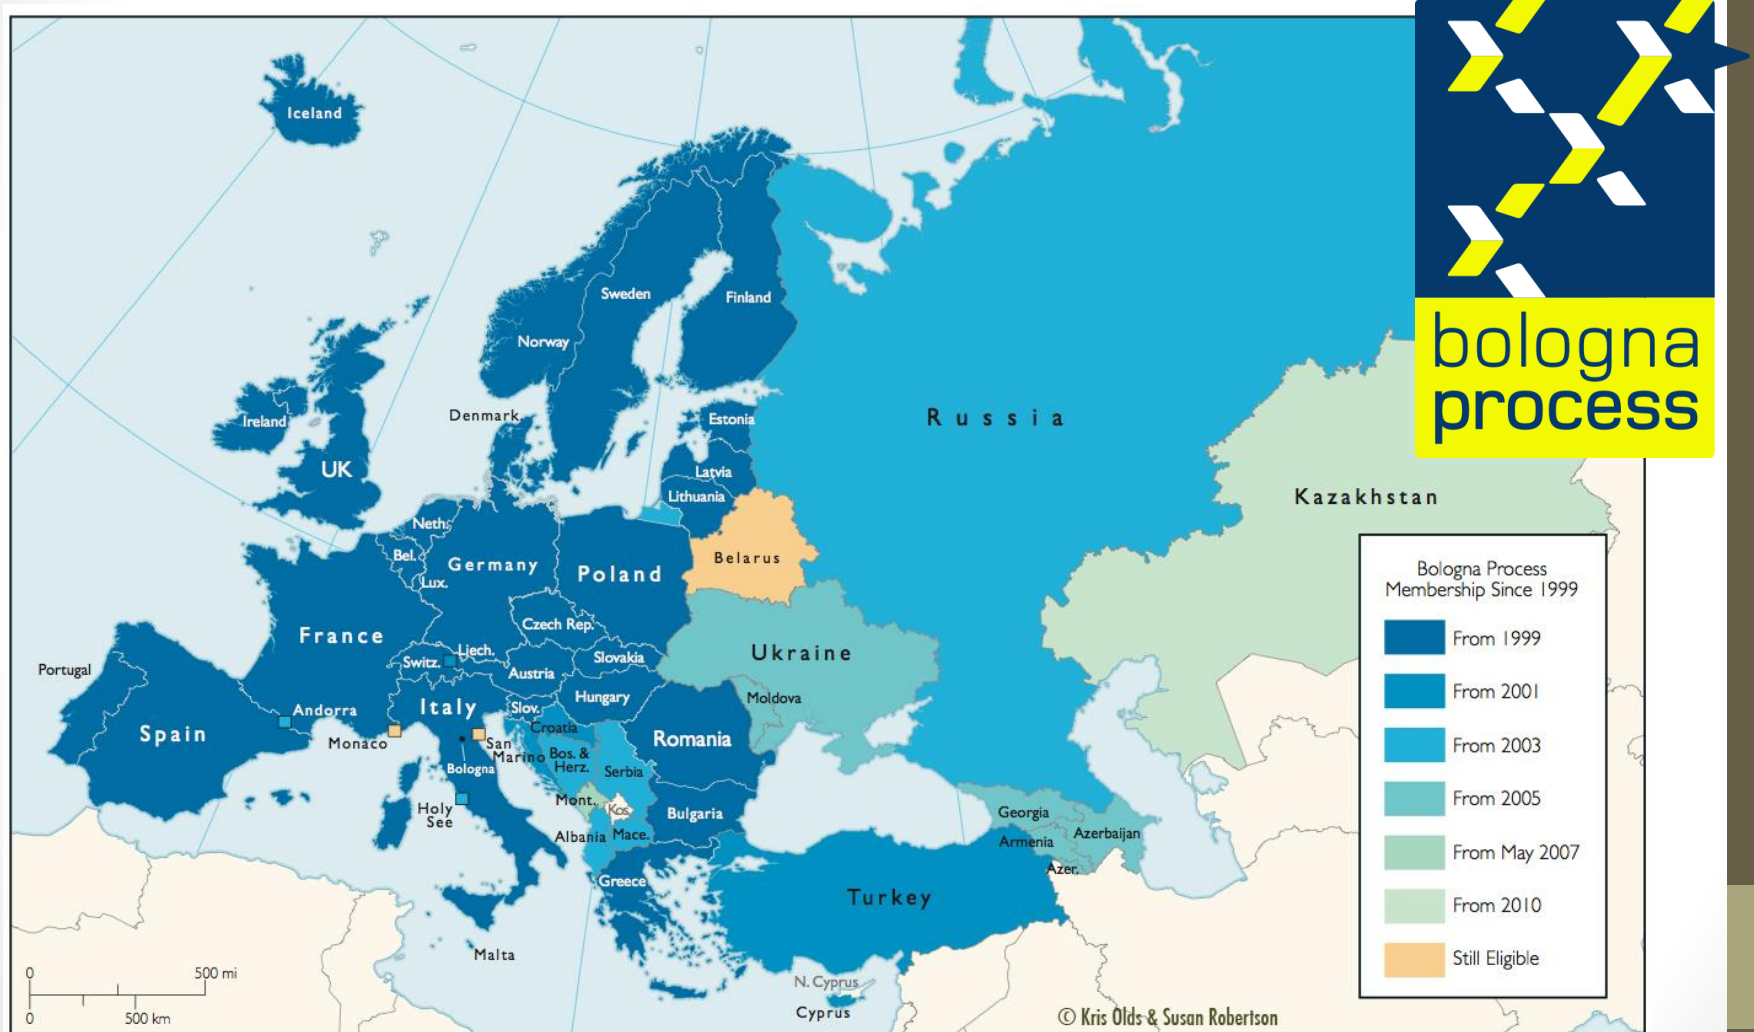 Iceland
Sweden
Finland
Norway
Denmark
Estonia
Russia
Ireland
Latvia
UK
Lithuania
Kazakhstan
Neth.
Bel.
Germany
Belarus
Lux.
Poland
Czech Rep.
France
Ukraine
Liech.
Slovakia
Switz.
Portugal
Austria
Hungary
Moldova
Italy
Slov.
Andorra
Croatia
Spain
Romania
Monaco
San
Marino
Bos. &
Herz.
Bologna
Serbia
Mont.
Kos.
Holy
See
Bulgaria
Georgia
Albania
Mace.
Azerbaijan
Armenia
Azer.
Greece
Turkey
Malta
N. Cyprus
Cyprus
0
500 mi
0
500 km
© Kris Olds & Susan Robertson
bologna
process
Bologna Process
Membership Since 1999
From 1999
From 2001
From 2003
From 2005
From May 2007
From 2010
Still Eligible